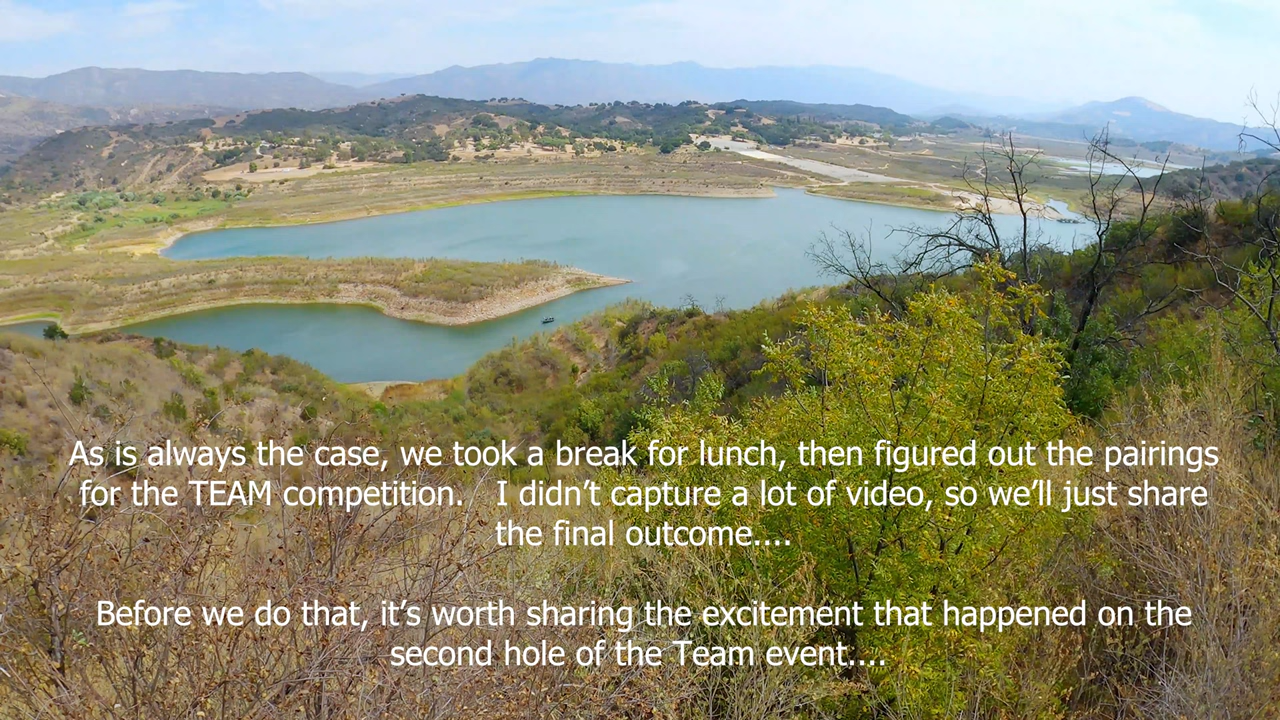 As is always the case, we took a break for lunch, then figured out the pairings
for the TEAM competition.   I didn’t capture a lot of video, so we’ll just share
the final outcome....
Before we do that, it’s worth sharing the excitement that happened on the
second hole of the Team event....